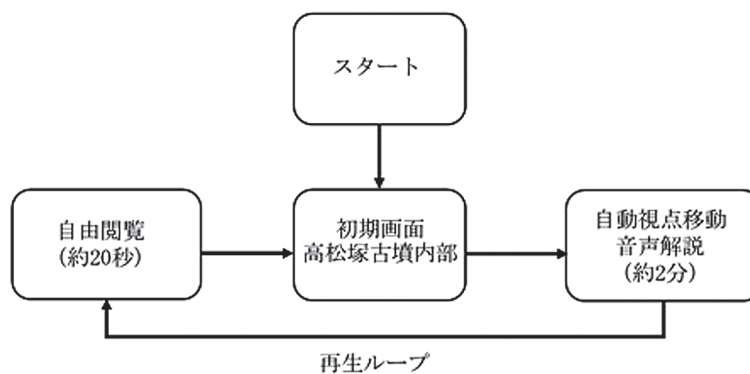 スタート
自由閲覧
(約20秒)
初期画面
高松塚古墳内部
自動視点移動
音声解説
(約2分)
再生ループ